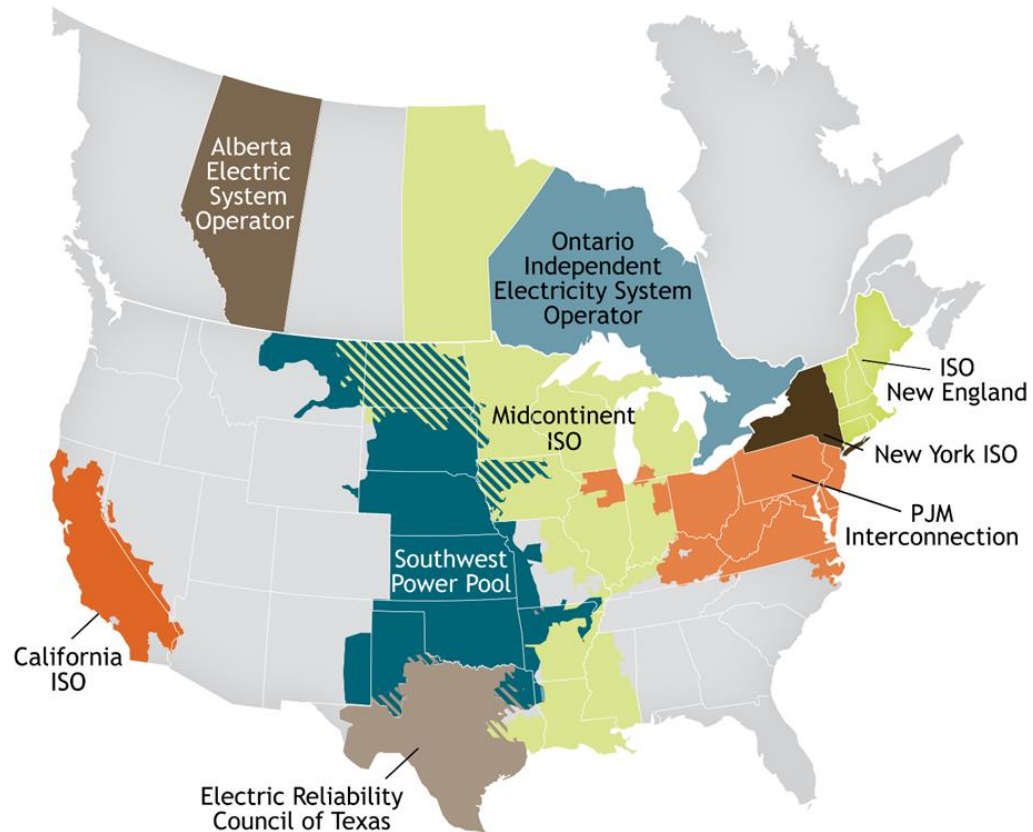 Alberta
Electric
System
Operator
Ontario
Independent
Electricity System
Operator
ISO
New England
Midcontinent
ISO
New York ISO
PJM
Interconnection
Southwest
Power Pool
California
ISO
Electric Reliability
Council of Texas